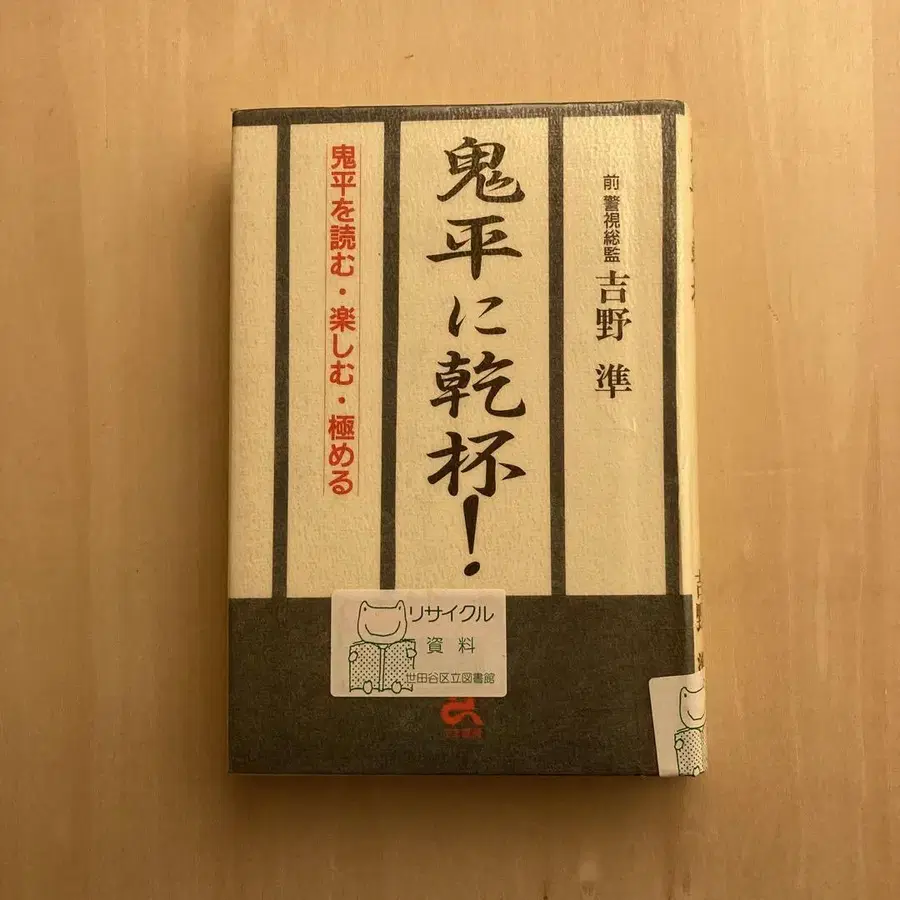 前 警視総監 吉野 準
鬼平に乾杯!
鬼平を読む・楽しむ・極める
リサイクル
資料
世田谷区立図書館
吉野